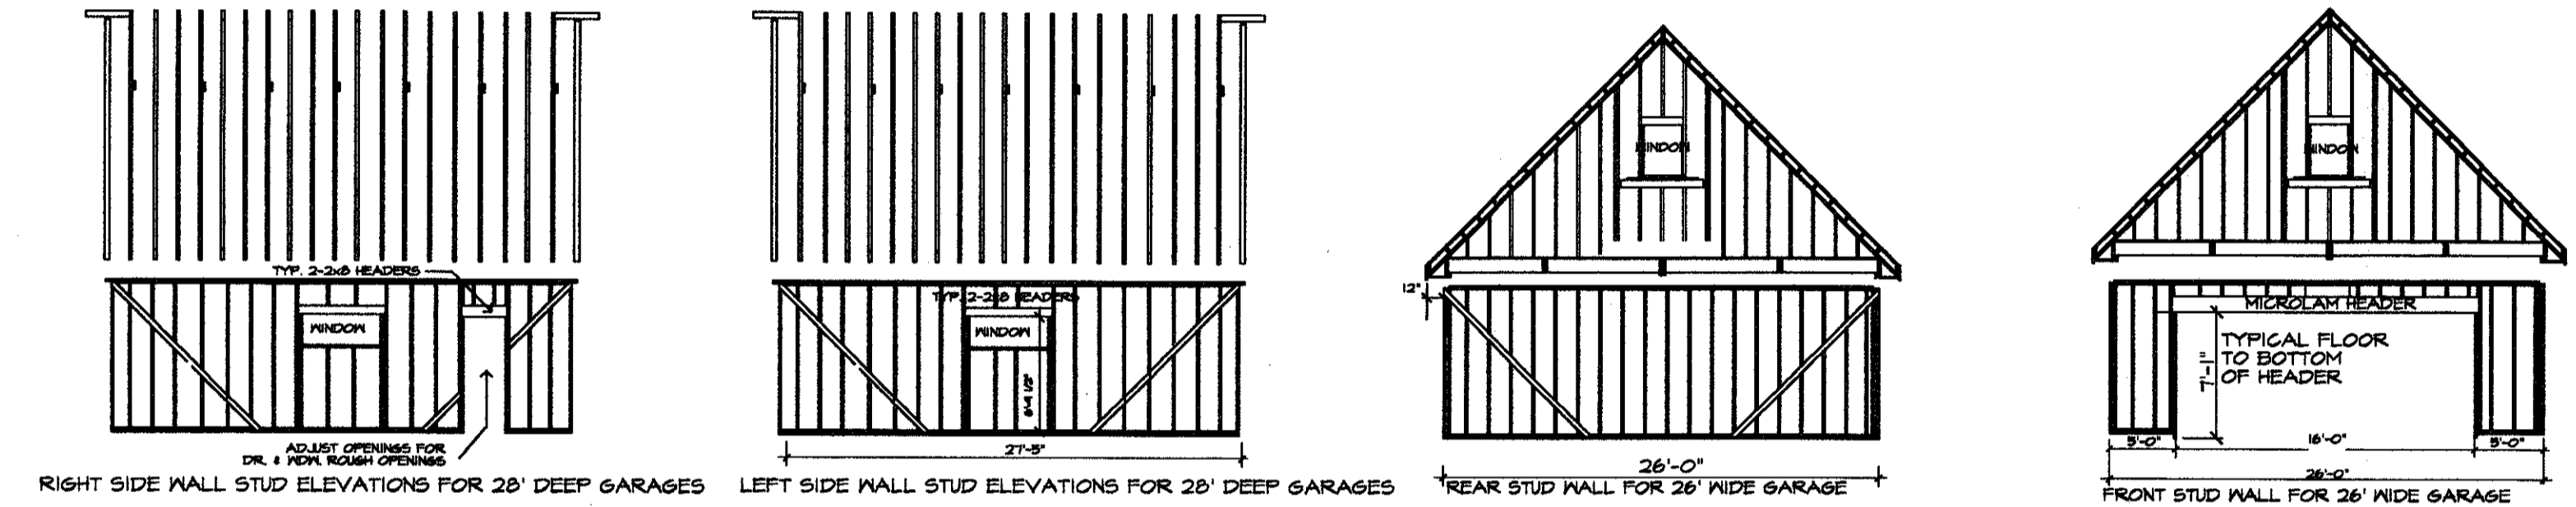 TYP. 2-2x8 HEADERS
WINDOW
ADJUST OPENINGS FOR
DR. & WDW. ROUGH OPENINGS
RIGHT SIDE WALL STUD ELEVATIONS FOR 28' DEEP GARAGES
TYP. 2-2x8 HEADERS
WINDOW
27'-5"
LEFT SIDE WALL STUD ELEVATIONS FOR 28' DEEP GARAGES
WINDOW
12"
26'-0"
REAR STUD WALL FOR 26' WIDE GARAGE
WINDOW
MICROLAM HEADER
TYPICAL FLOOR
TO BOTTOM
OF HEADER
7'-1"
5'-0"
16'-0"
5'-0"
26'-0"
FRONT STUD WALL FOR 26' WIDE GARAGE